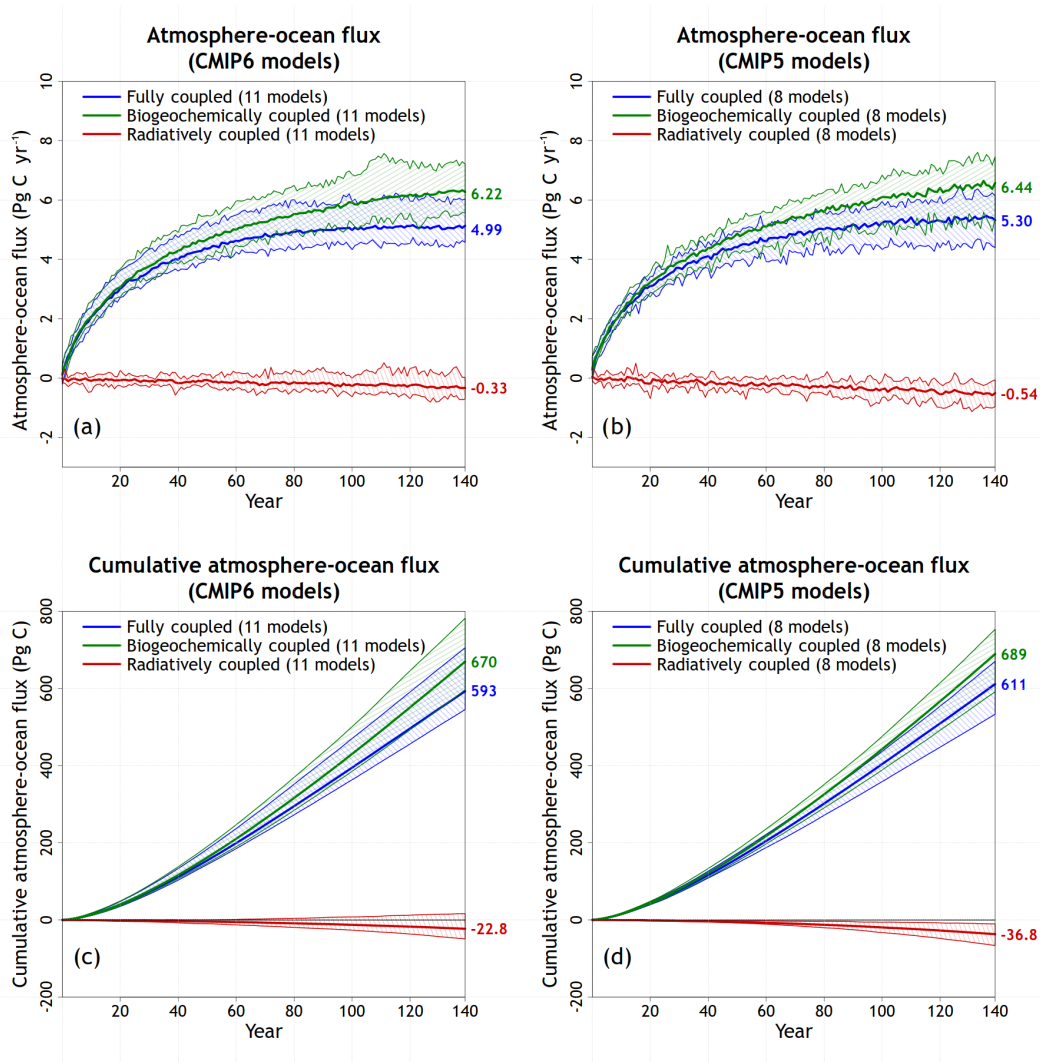 Atmosphere-ocean flux
(CMIP6 models)
Atmosphere-ocean flux (Pg C yr⁻¹)
10
8
6
4
2
0
-2
Fully coupled (11 models)
Biogeochemically coupled (11 models)
Radiatively coupled (11 models)
6.22
4.99
-0.33
(a)
20 40 60 80 100 120 140
Year
Atmosphere-ocean flux
(CMIP5 models)
Atmosphere-ocean flux (Pg C yr⁻¹)
10
8
6
4
2
0
-2
Fully coupled (8 models)
Biogeochemically coupled (8 models)
Radiatively coupled (8 models)
6.44
5.30
-0.54
(b)
20 40 60 80 100 120 140
Year
Cumulative atmosphere-ocean flux
(CMIP6 models)
Cumulative atmosphere-ocean flux (Pg C)
800
600
400
200
0
-200
Fully coupled (11 models)
Biogeochemically coupled (11 models)
Radiatively coupled (11 models)
670
593
-22.8
(c)
20 40 60 80 100 120 140
Year
Cumulative atmosphere-ocean flux
(CMIP5 models)
Cumulative atmosphere-ocean flux (Pg C)
800
600
400
200
0
-200
Fully coupled (8 models)
Biogeochemically coupled (8 models)
Radiatively coupled (8 models)
689
611
-36.8
(d)
20 40 60 80 100 120 140
Year